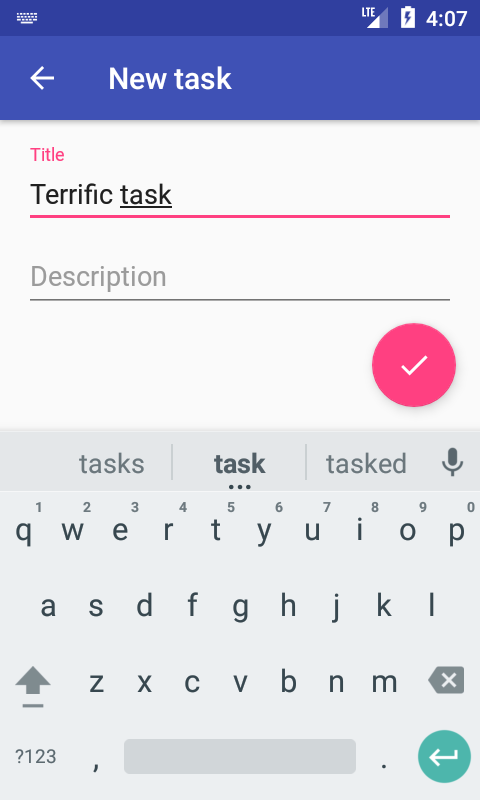 LTE 4:07
New task
Title
Terrific task
Description
tasks task tasked
1 2 3 4 5 6 7 8 9 0
q w e r t y u i o p
a s d f g h j k l
z x c v b n m
?123 , .